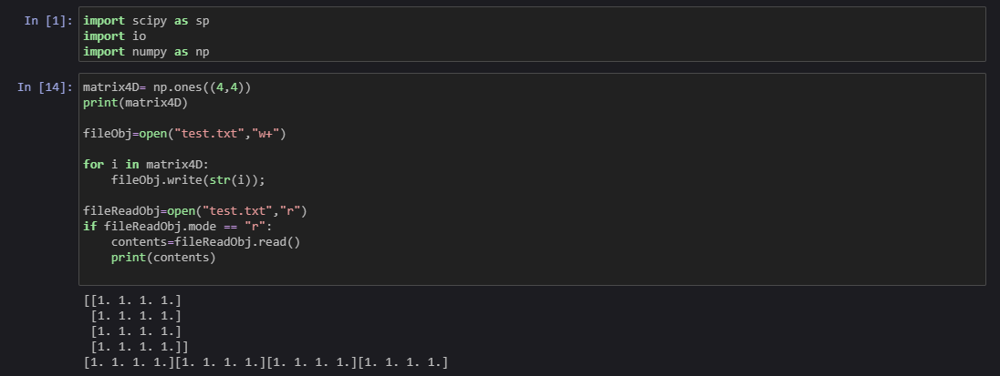 In [1]: import scipy as sp
import io
import numpy as np
In [14]: matrix4D= np.ones((4,4))
print(matrix4D)
fileObj=open("test.txt","w+")
for i in matrix4D:
    fileObj.write(str(i));
fileReadObj=open("test.txt","r")
if fileReadObj.mode == "r":
    contents=fileReadObj.read()
    print(contents)
[[1. 1. 1. 1.]
 [1. 1. 1. 1.]
 [1. 1. 1. 1.]
 [1. 1. 1. 1.]]
[1. 1. 1. 1.][1. 1. 1. 1.][1. 1. 1. 1.][1. 1. 1. 1.]